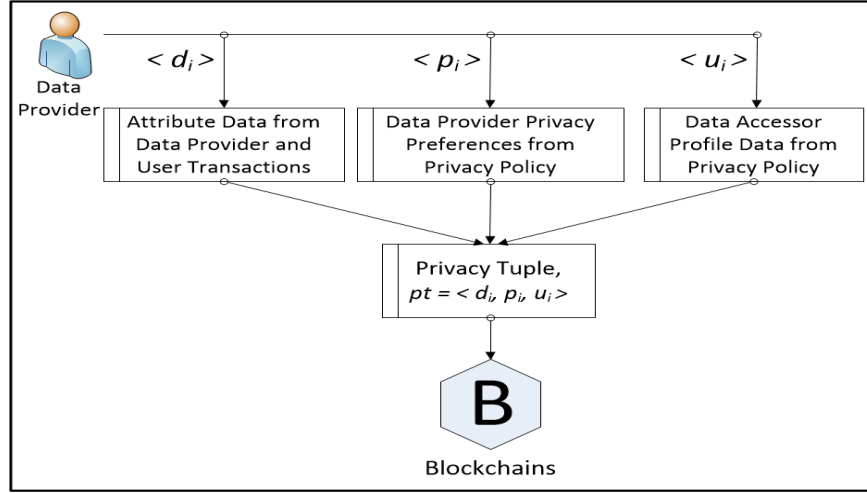 Data
Provider
< di >
< pi >
< ui >
Attribute Data from
Data Provider and
User Transactions
Data Provider Privacy
Preferences from
Privacy Policy
Data Accessor
Profile Data from
Privacy Policy
Privacy Tuple,
pt = < di, pi, ui >
B
Blockchains